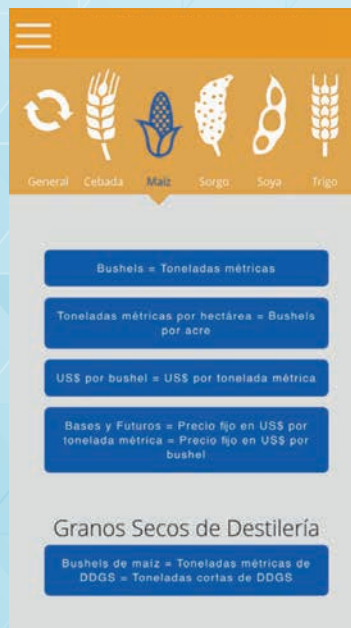 General Cebada Maíz Sorgo Soya Trigo
Bushels = Toneladas métricas
Toneladas métricas por hectárea = Bushels
por acre
US$ por bushel = US$ por tonelada métrica
Bases y Futuros = Precio fijo en US$ por
tonelada métrica = Precio fijo en US$ por
bushel
Granos Secos de Destilería
Bushels de maíz = Toneladas métricas de
DDGS = Toneladas cortas de DDGS